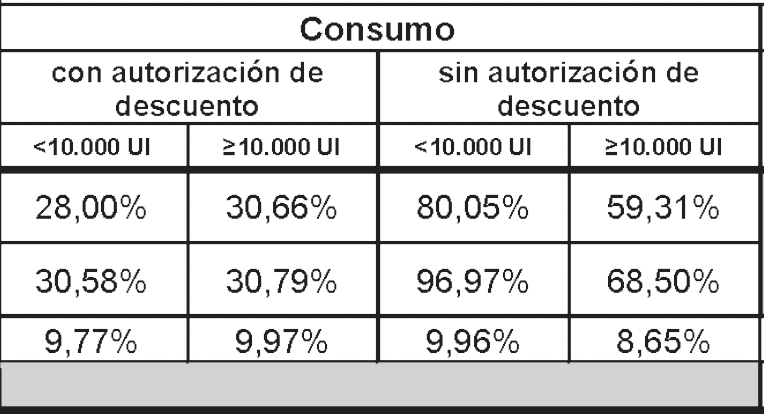 Consumo
con autorización de descuento sin autorización de descuento
<10.000 UI ≥10.000 UI <10.000 UI ≥10.000 UI
28,00% 30,66% 80,05% 59,31%
30,58% 30,79% 96,97% 68,50%
9,77% 9,97% 9,96% 8,65%